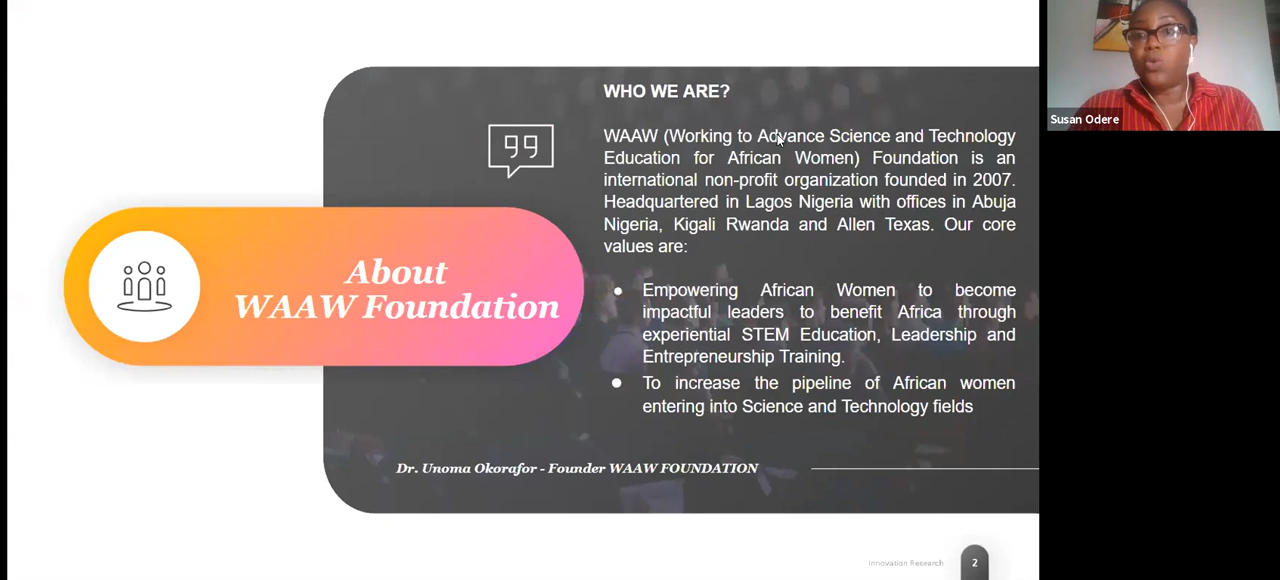 WHO WE ARE?
99
WAAW (Working to Advance Science and Technology
Education for African Women) Foundation is an
international non-profit organization founded in 2007.
Headquartered in Lagos Nigeria with offices in Abuja
Nigeria, Kigali Rwanda and Allen Texas. Our core
values are:
About
WAAW Foundation
● Empowering African Women to become
impactful leaders to benefit Africa through
experiential STEM Education, Leadership and
Entrepreneurship Training.
● To increase the pipeline of African women
entering into Science and Technology fields
Dr. Unoma Okorafor - Founder WAAW FOUNDATION
Innovation Research
2
Susan Odere